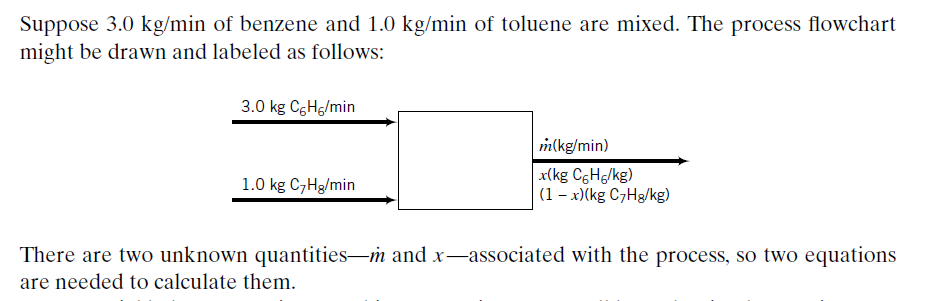 Suppose 3.0 kg/min of benzene and 1.0 kg/min of toluene are mixed. The process flowchart
might be drawn and labeled as follows:
3.0 kg C₆H₆/min
ṁ(kg/min)
x(kg C₆H₆/kg)
1.0 kg C₇H₈/min
(1 – x)(kg C₇H₈/kg)
There are two unknown quantities—ṁ and x—associated with the process, so two equations
are needed to calculate them.